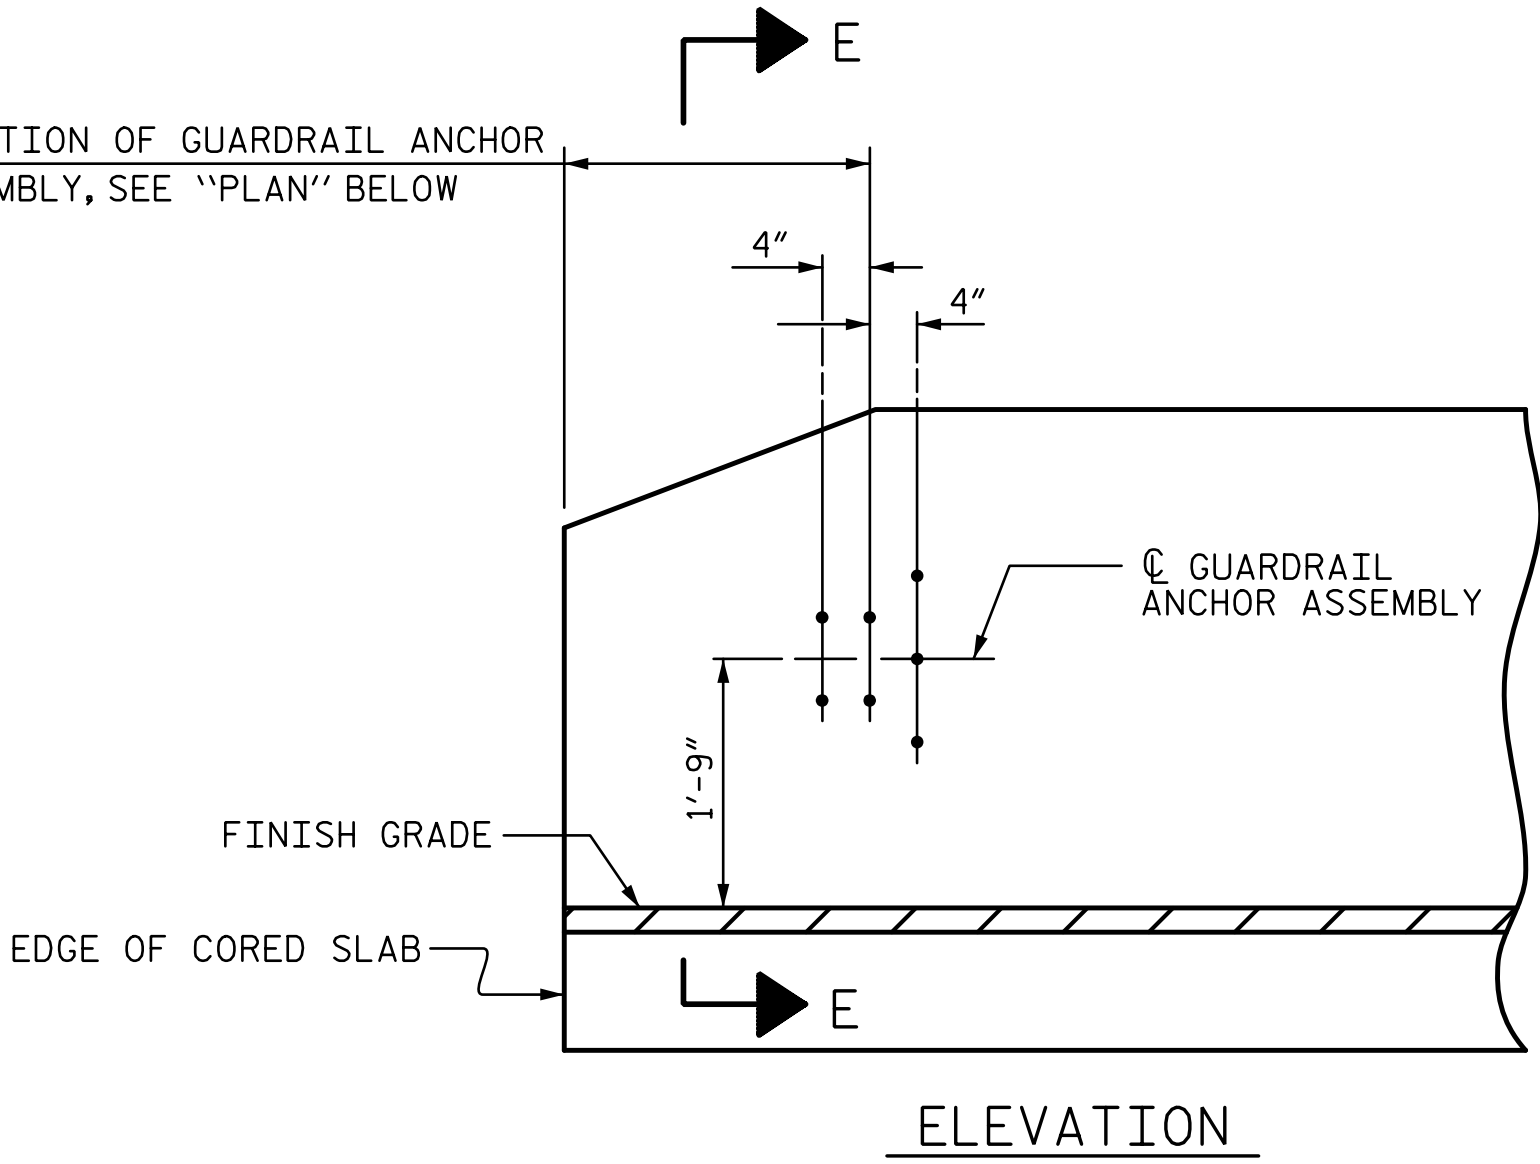 E
TION OF GUARDRAIL ANCHOR
MBLY, SEE ‶PLAN″ BELOW
4″
4″
℄ GUARDRAIL
ANCHOR ASSEMBLY
1′-9″
FINISH GRADE
EDGE OF CORED SLAB
E
ELEVATION